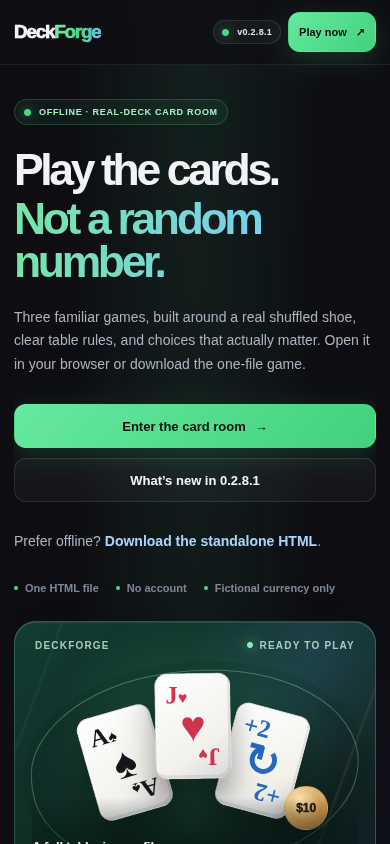 DeckForge
v0.2.8.1
Play now ↗
OFFLINE · REAL-DECK CARD ROOM
Play the cards.
Not a random
number.
Three familiar games, built around a real shuffled shoe,
clear table rules, and choices that actually matter. Open it
in your browser or download the one-file game.
Enter the card room →
What's new in 0.2.8.1
Prefer offline? Download the standalone HTML.
One HTML file
No account
Fictional currency only
DECKFORGE
READY TO PLAY
A♠
♠
A♠
J♥
♥
J♥
+2
↻
+2
$10